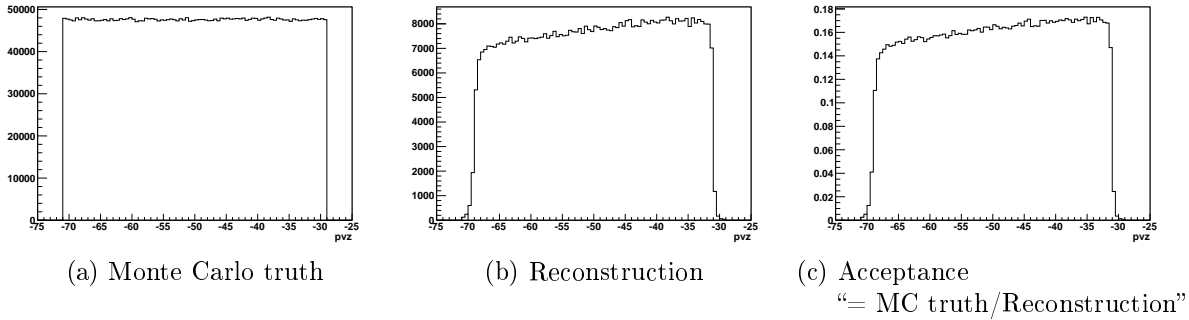 50000
40000
30000
20000
10000
0
-75 -70 -65 -60 -55 -50 -45 -40 -35 -30 -25
pvz
(a) Monte Carlo truth
8000
7000
6000
5000
4000
3000
2000
1000
0
-75 -70 -65 -60 -55 -50 -45 -40 -35 -30 -25
pvz
(b) Reconstruction
0.18
0.16
0.14
0.12
0.1
0.08
0.06
0.04
0.02
0
-75 -70 -65 -60 -55 -50 -45 -40 -35 -30 -25
pvz
(c) Acceptance
“= MC truth/Reconstruction”